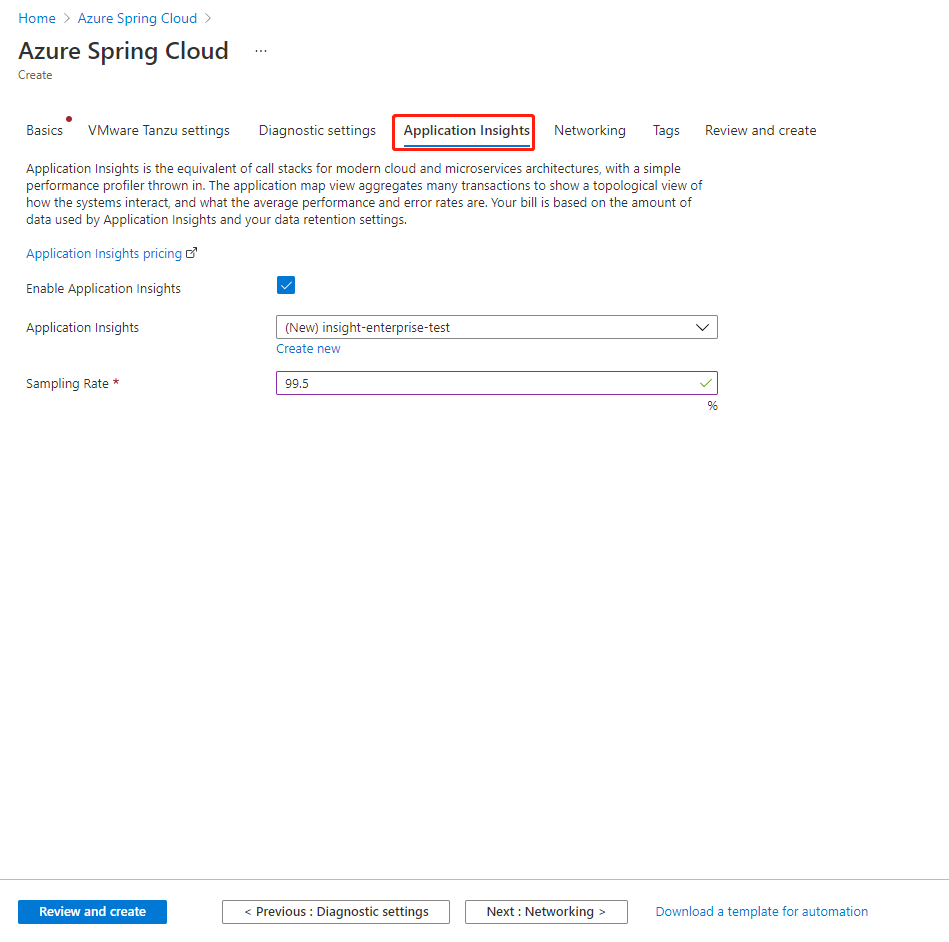 Home > Azure Spring Cloud >
Azure Spring Cloud ...
Create
Basics VMware Tanzu settings Diagnostic settings Application Insights Networking Tags Review and create
Application Insights is the equivalent of call stacks for modern cloud and microservices architectures, with a simple
performance profiler thrown in. The application map view aggregates many transactions to show a topological view of
how the systems interact, and what the average performance and error rates are. Your bill is based on the amount of
data used by Application Insights and your data retention settings.
Application Insights pricing
Enable Application Insights
Application Insights (New) insight-enterprise-test
Create new
Sampling Rate * 99.5
%
Review and create < Previous : Diagnostic settings Next : Networking > Download a template for automation